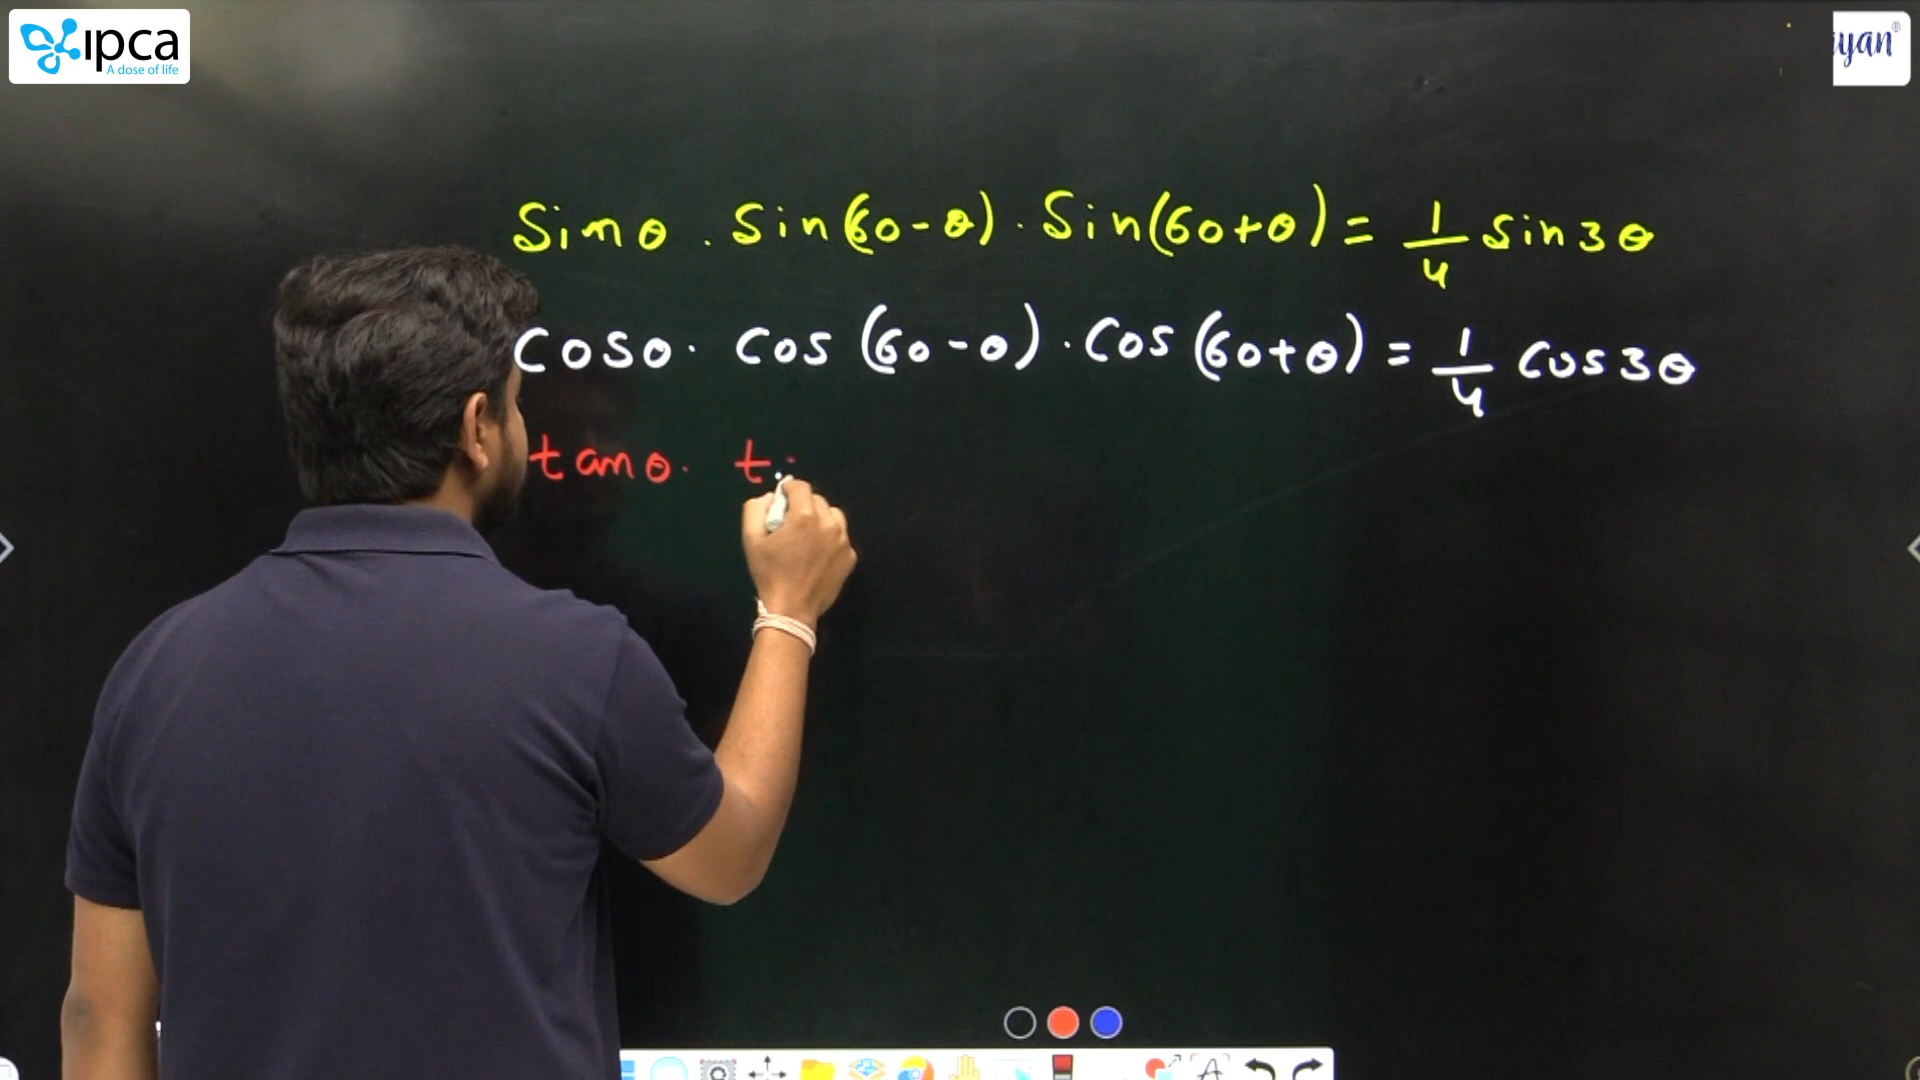 ipca
A dose of life
yan®
Sinθ . Sin(60-θ) . Sin(60+θ) = 1/4 Sin3θ
Cosθ . Cos(60-θ) . Cos(60+θ) = 1/4 Cos3θ
tanθ . t